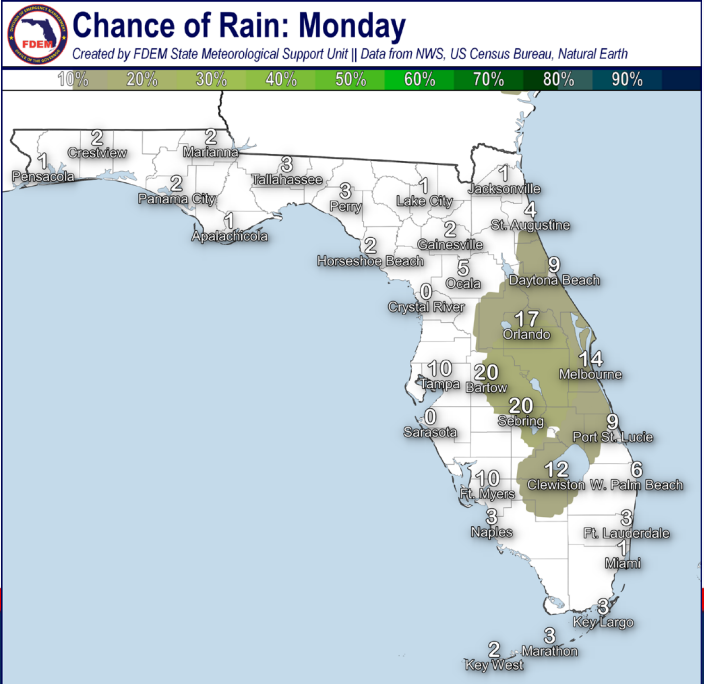 Chance of Rain: Monday
Created by FDEM State Meteorological Support Unit || Data from NWS, US Census Bureau, Natural Earth
FDEM
10% 20% 30% 40% 50% 60% 70% 80% 90%
2
Crestview
2
Marianna
1
Pensacola
3
Tallahassee
1
Jacksonville
2
Panama City
3
Perry
1
Lake City
4
St. Augustine
1
Apalachicola
2
Gainesville
2
Horseshoe Beach
5
Ocala
9
Daytona Beach
0
Crystal River
17
Orlando
10
Tampa
20
Bartow
14
Melbourne
0
Sarasota
20
Sebring
9
Port St. Lucie
10
Ft. Myers
12
Clewiston
6
W. Palm Beach
3
Naples
3
Ft. Lauderdale
1
Miami
3
Key Largo
3
Marathon
2
Key West